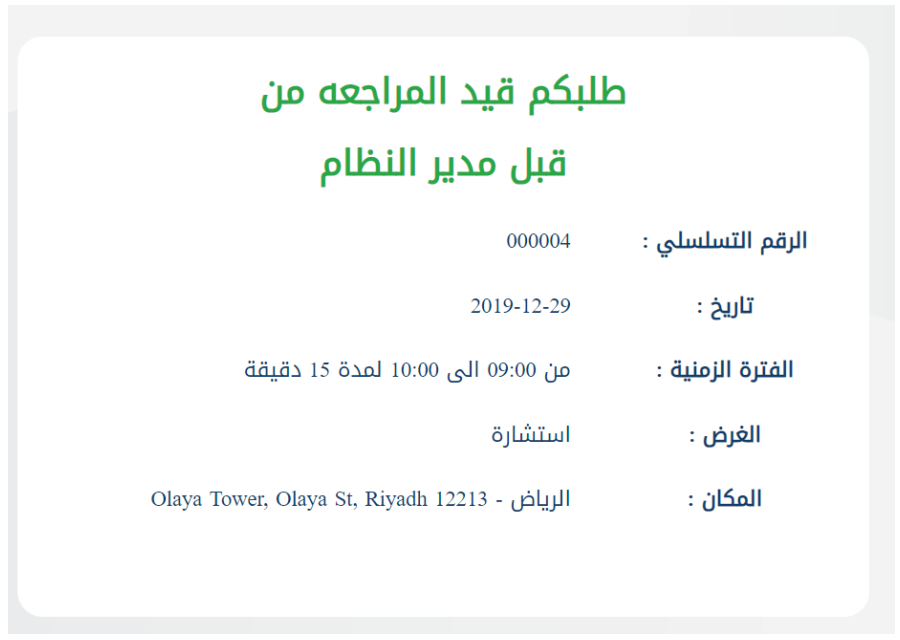 طلبكم قيد المراجعه من
قبل مدير النظام
الرقم التسلسلي : 000004
تاريخ : 2019-12-29
الفترة الزمنية : من 09:00 الى 10:00 لمدة 15 دقيقة
الغرض : استشارة
المكان : الرياض - Olaya Tower, Olaya St, Riyadh 12213